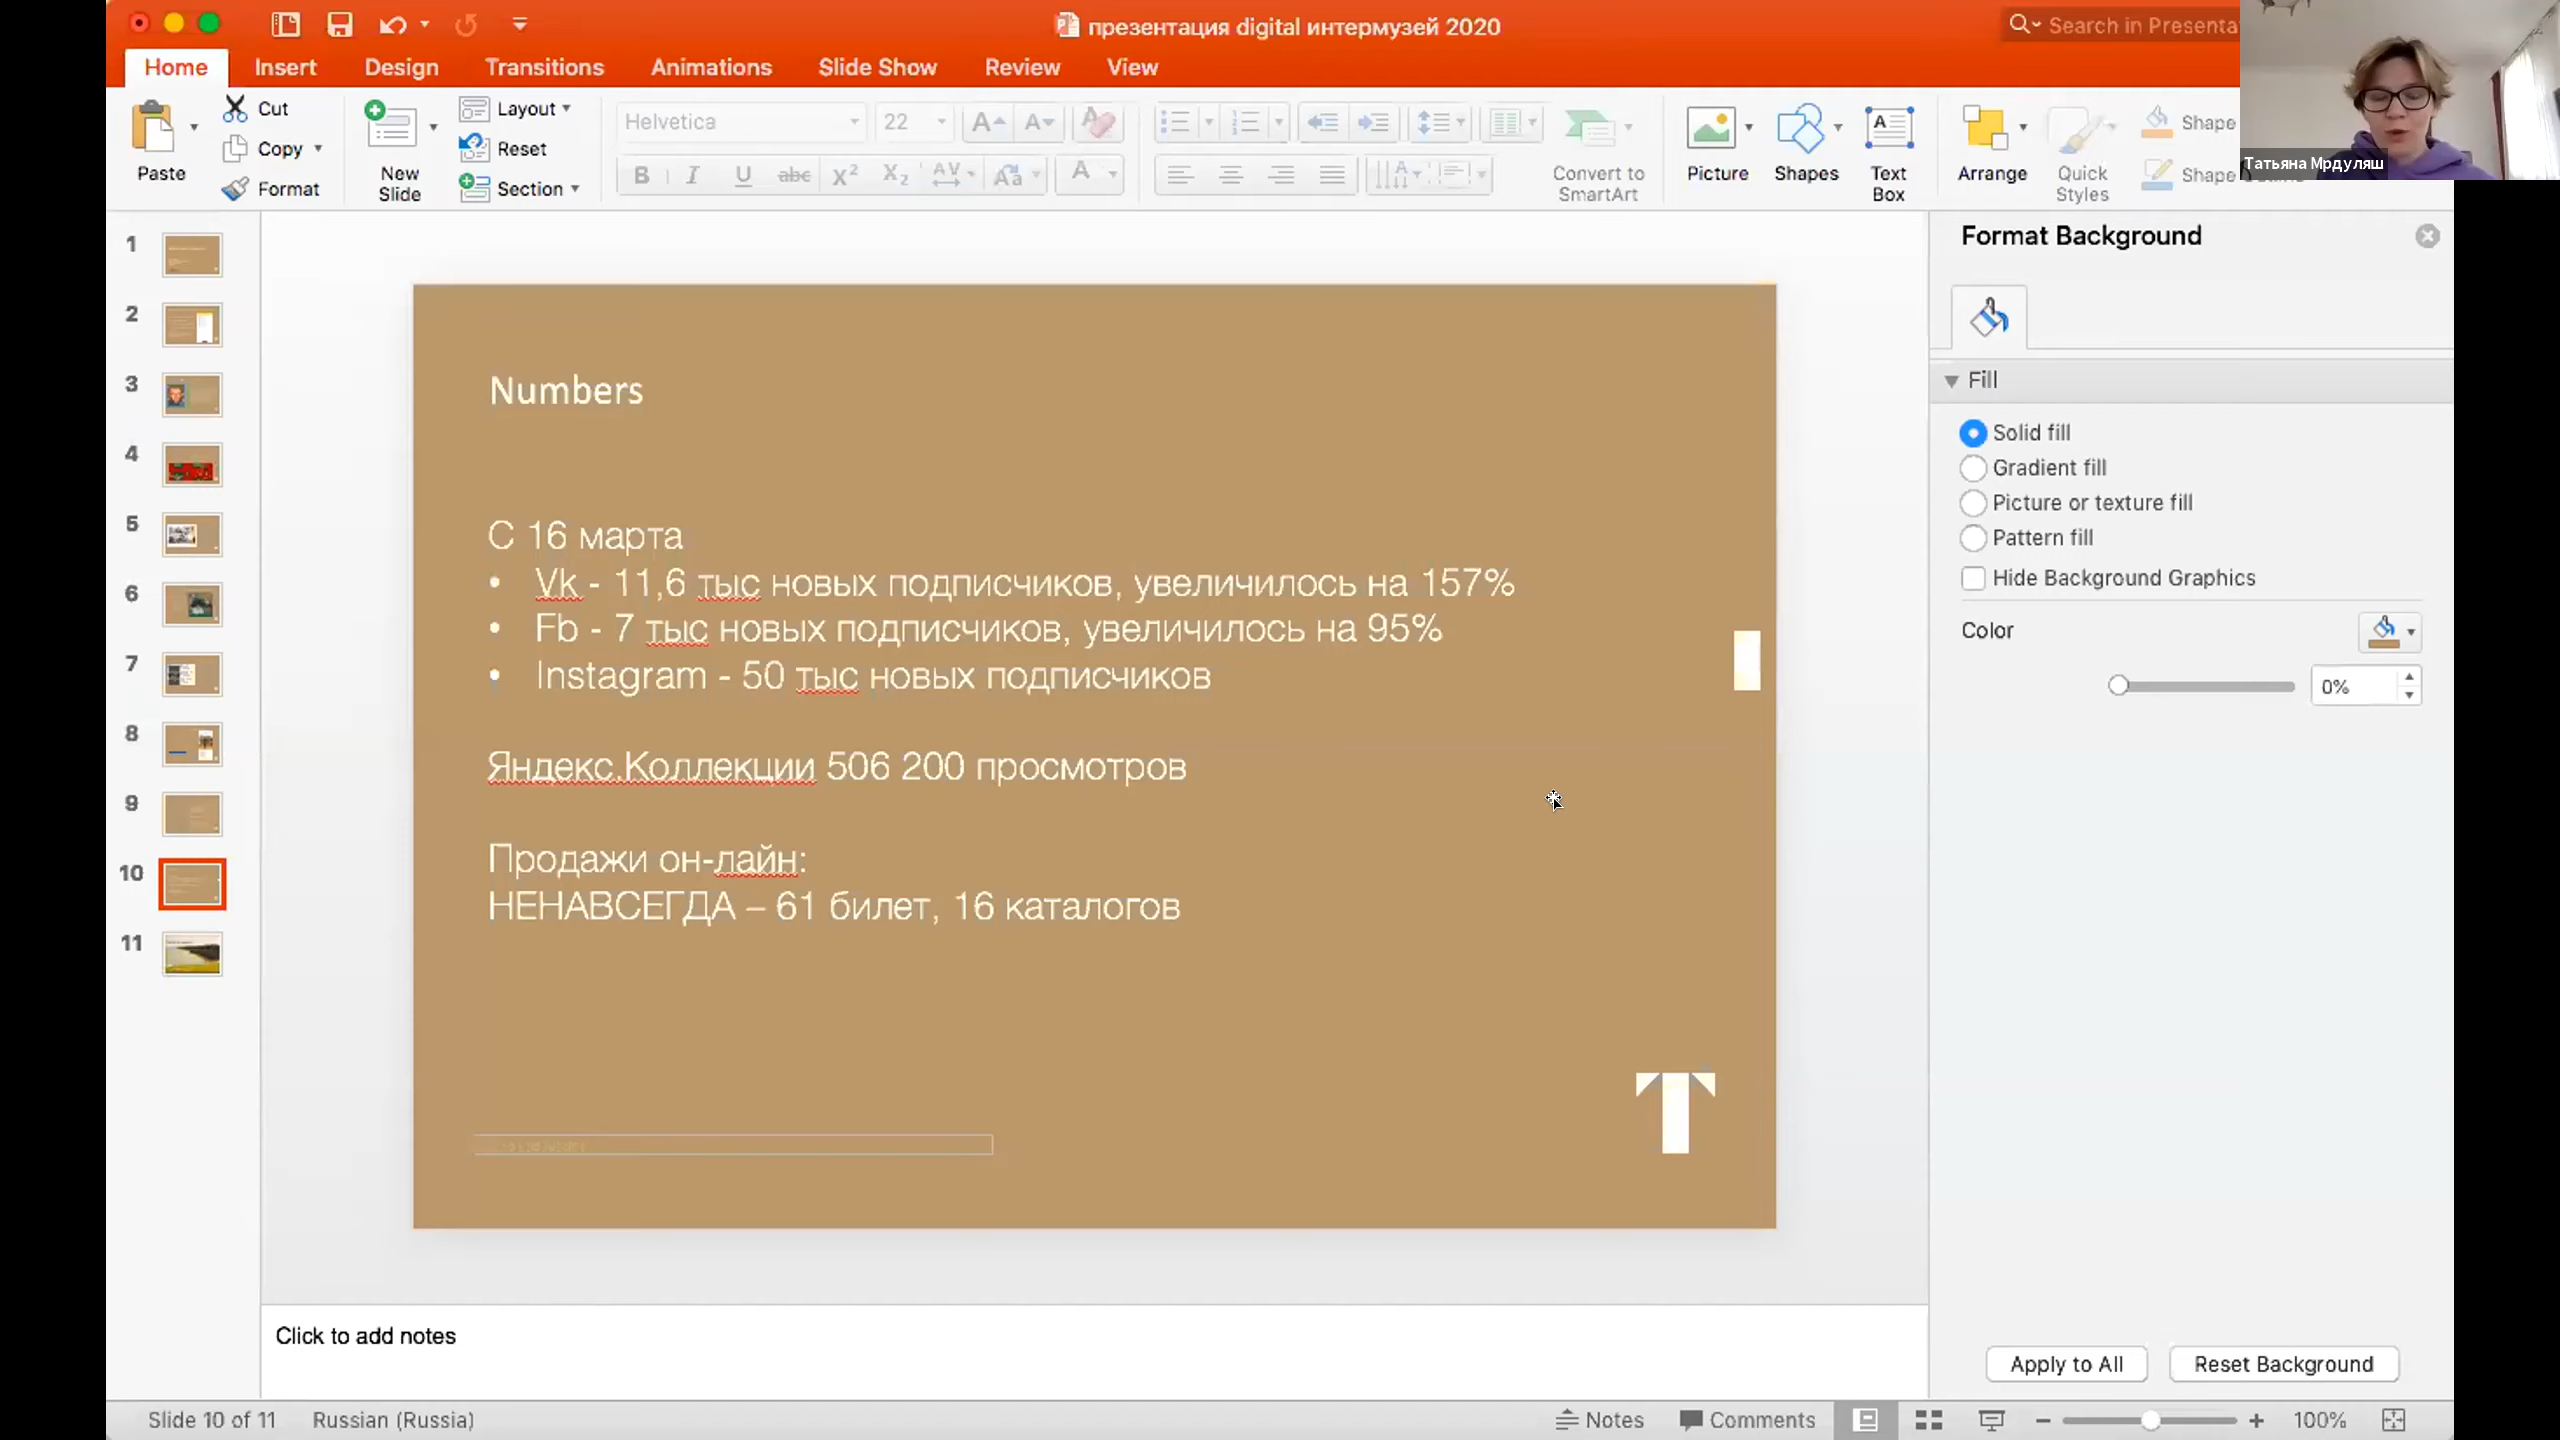 презентация digital интермузей 2020
Search in Presenta
Home Insert Design Transitions Animations Slide Show Review View
Татьяна Мрдуляш
Paste
Cut
Copy
Format
New Slide
Layout
Reset
Section
Helvetica 22
B I U abc X² X₂ AV Aa A
Convert to SmartArt
Picture
Shapes
Text Box
Arrange
Quick Styles
Shape
Shape
1
2
3
4
5
6
7
8
9
10
11
Numbers
С 16 марта
• Vk - 11,6 тыс новых подписчиков, увеличилось на 157%
• Fb - 7 тыс новых подписчиков, увеличилось на 95%
• Instagram - 50 тыс новых подписчиков
Яндекс.Коллекции 506 200 просмотров
Продажи он-лайн:
НЕНАВСЕГДА – 61 билет, 16 каталогов
Format Background
Fill
Solid fill
Gradient fill
Picture or texture fill
Pattern fill
Hide Background Graphics
Color
0%
Apply to All
Reset Background
Click to add notes
Slide 10 of 11 Russian (Russia) Notes Comments 100%